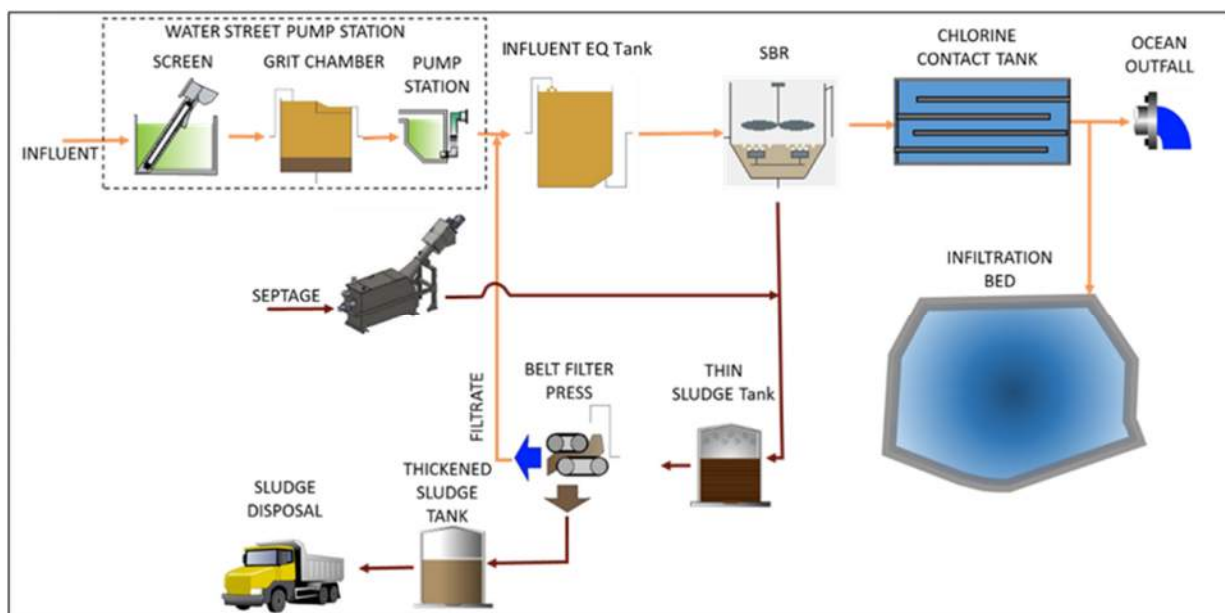 WATER STREET PUMP STATION
SCREEN
GRIT CHAMBER
PUMP
STATION
INFLUENT EQ Tank
SBR
CHLORINE
CONTACT TANK
OCEAN
OUTFALL
INFLUENT
SEPTAGE
INFILTRATION
BED
BELT FILTER
PRESS
THIN
SLUDGE Tank
FILTRATE
THICKENED
SLUDGE
TANK
SLUDGE
DISPOSAL